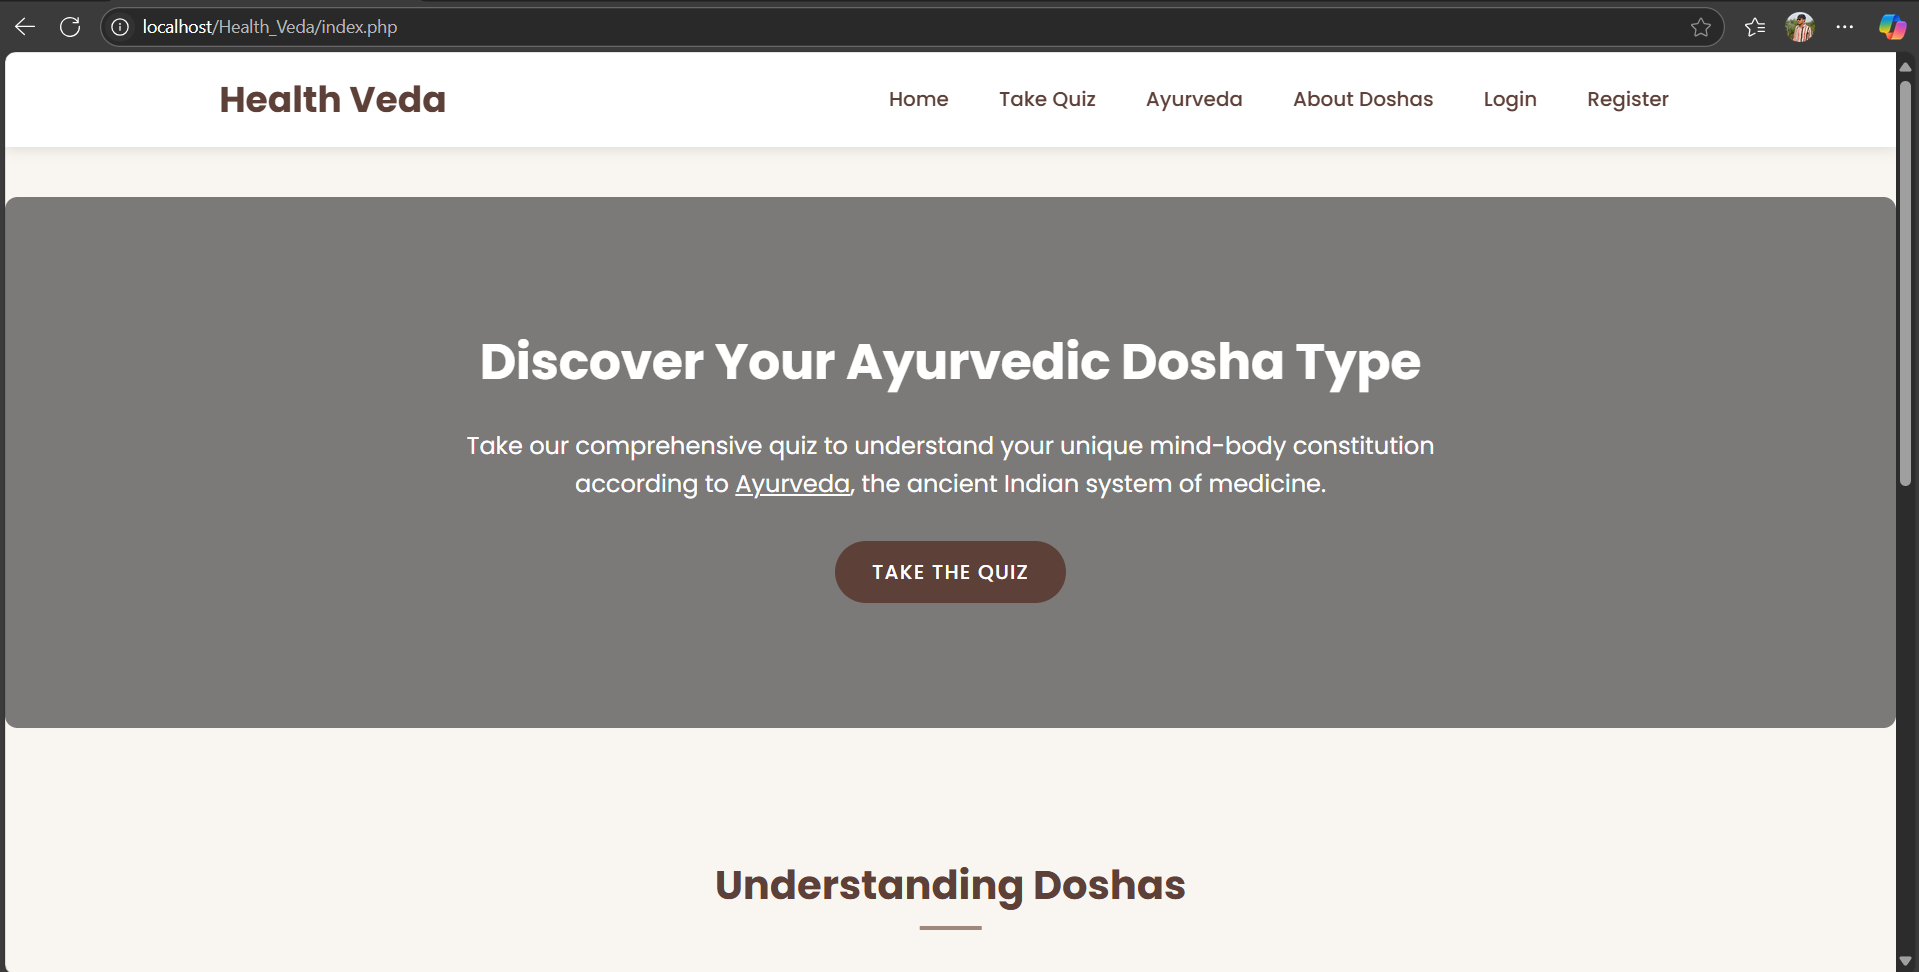 localhost/Health_Veda/index.php
Health Veda
Home
Take Quiz
Ayurveda
About Doshas
Login
Register
Discover Your Ayurvedic Dosha Type
Take our comprehensive quiz to understand your unique mind-body constitution
according to Ayurveda, the ancient Indian system of medicine.
TAKE THE QUIZ
Understanding Doshas